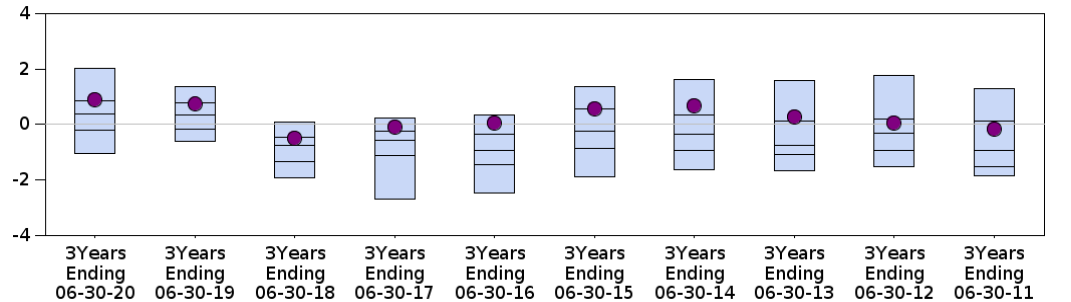 4
2
0
-2
-4
3Years Ending 06-30-20
3Years Ending 06-30-19
3Years Ending 06-30-18
3Years Ending 06-30-17
3Years Ending 06-30-16
3Years Ending 06-30-15
3Years Ending 06-30-14
3Years Ending 06-30-13
3Years Ending 06-30-12
3Years Ending 06-30-11